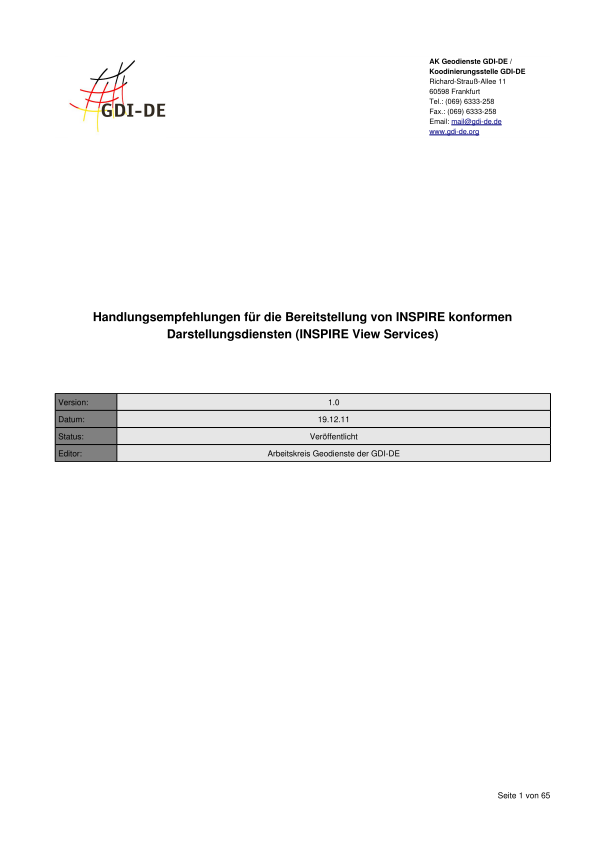 GDI-DE
AK Geodienste GDI-DE /
Koodinierungsstelle GDI-DE
Richard-Strauß-Allee 11
60598 Frankfurt
Tel.: (069) 6333-258
Fax.: (069) 6333-258
Email: mail@gdi-de.de
www.gdi-de.org
Handlungsempfehlungen für die Bereitstellung von INSPIRE konformen
Darstellungsdiensten (INSPIRE View Services)
Version: 1.0
Datum: 19.12.11
Status: Veröffentlicht
Editor: Arbeitskreis Geodienste der GDI-DE
Seite 1 von 65